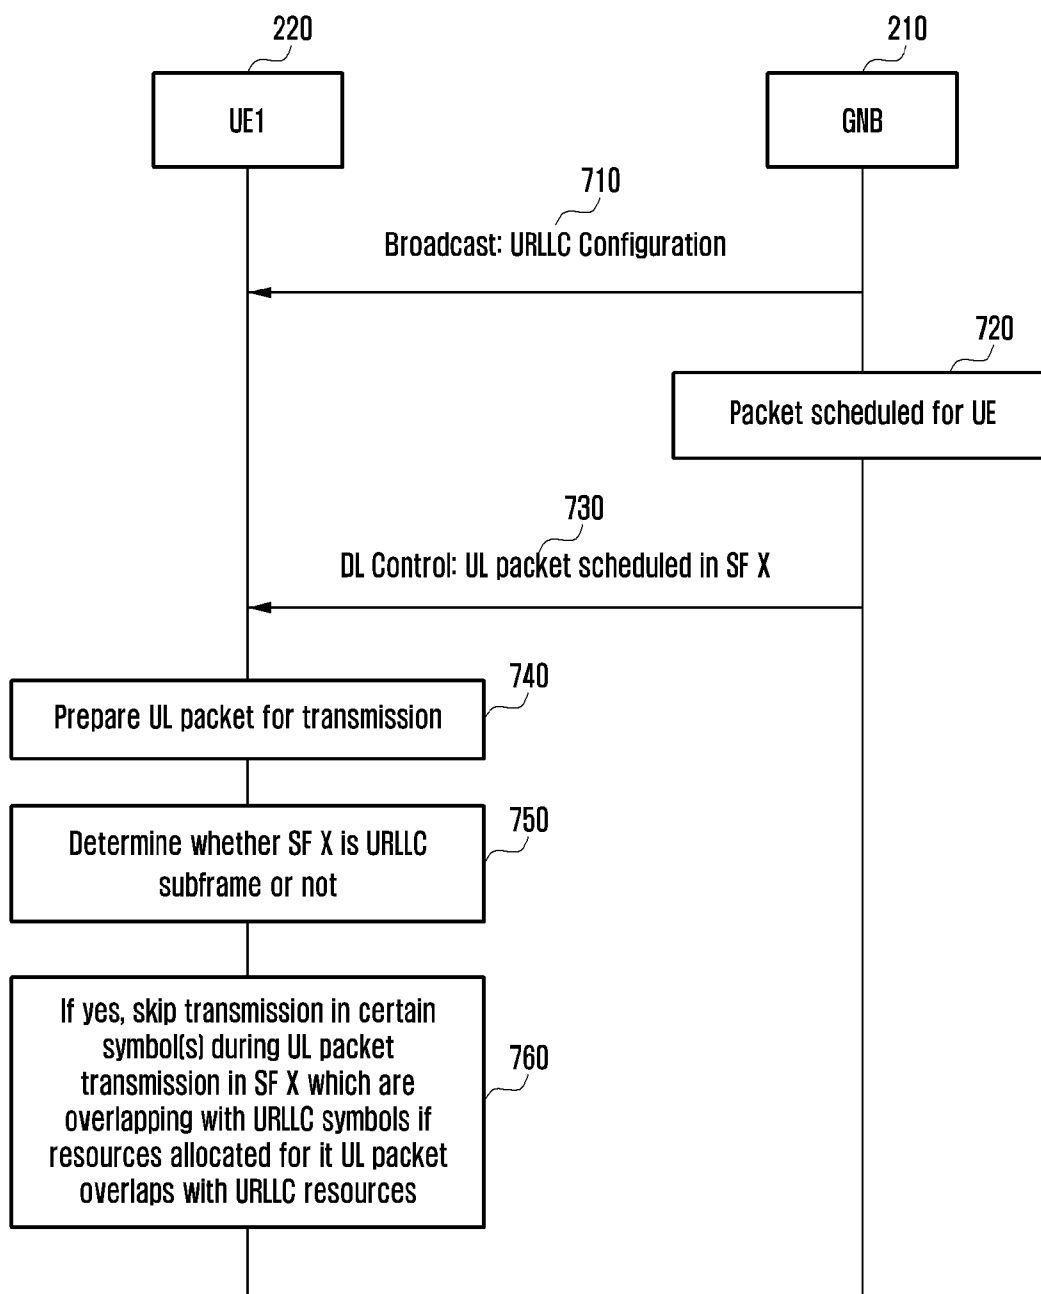 220
210
UE1
GNB
710
Broadcast: URLLC Configuration
720
Packet scheduled for UE
730
DL Control: UL packet scheduled in SF X
740
Prepare UL packet for transmission
750
Determine whether SF X is URLLC
subframe or not
760
If yes, skip transmission in certain
symbol(s) during UL packet
transmission in SF X which are
overlapping with URLLC symbols if
resources allocated for it UL packet
overlaps with URLLC resources